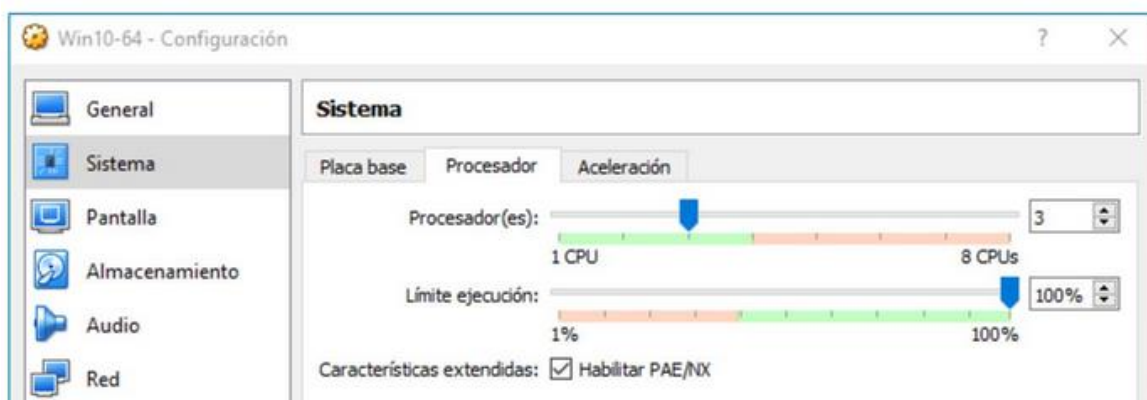 Win10-64 - Configuración ?
General
Sistema
Pantalla
Almacenamiento
Audio
Red
Sistema
Placa base Procesador Aceleración
Procesador(es): 3
1 CPU 8 CPUs
Límite ejecución: 100%
1% 100%
Características extendidas: Habilitar PAE/NX